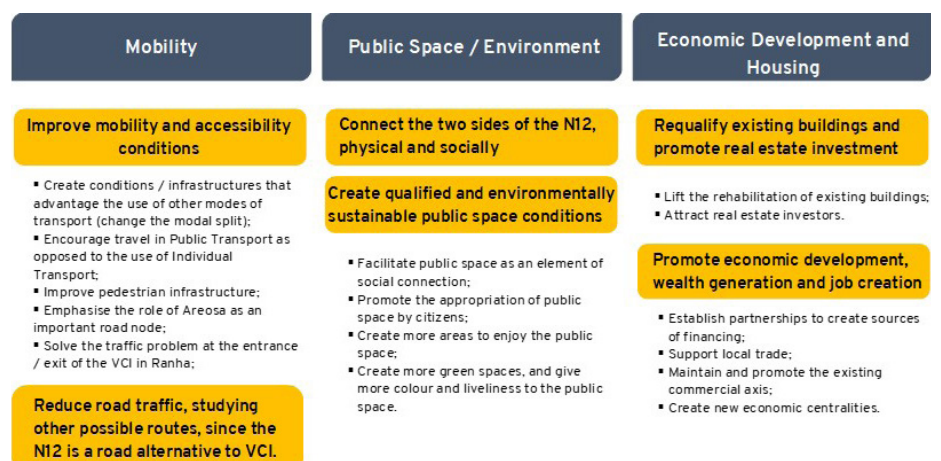 Mobility
Improve mobility and accessibility
conditions
▪ Create conditions / infrastructures that
advantage the use of other modes of
transport (change the modal split);
▪ Encourage travel in Public Transport as
opposed to the use of Individual
Transport;
▪ Improve pedestrian infrastructure;
▪ Emphasise the role of Areosa as an
important road node;
▪ Solve the traffic problem at the entrance
/ exit of the VCI in Ranha;
Reduce road traffic, studying
other possible routes, since the
N12 is a road alternative to VCI.
Public Space / Environment
Connect the two sides of the N12,
physical and socially
Create qualified and environmentally
sustainable public space conditions
▪ Facilitate public space as an element of
social connection;
▪ Promote the appropriation of public
space by citizens;
▪ Create more areas to enjoy the public
space;
▪ Create more green spaces, and give
more colour and liveliness to the public
space.
Economic Development and
Housing
Requalify existing buildings and
promote real estate investment
▪ Lift the rehabilitation of existing buildings;
▪ Attract real estate investors.
Promote economic development,
wealth generation and job creation
▪ Establish partnerships to create sources
of financing;
▪ Support local trade;
▪ Maintain and promote the existing
commercial axis;
▪ Create new economic centralities.